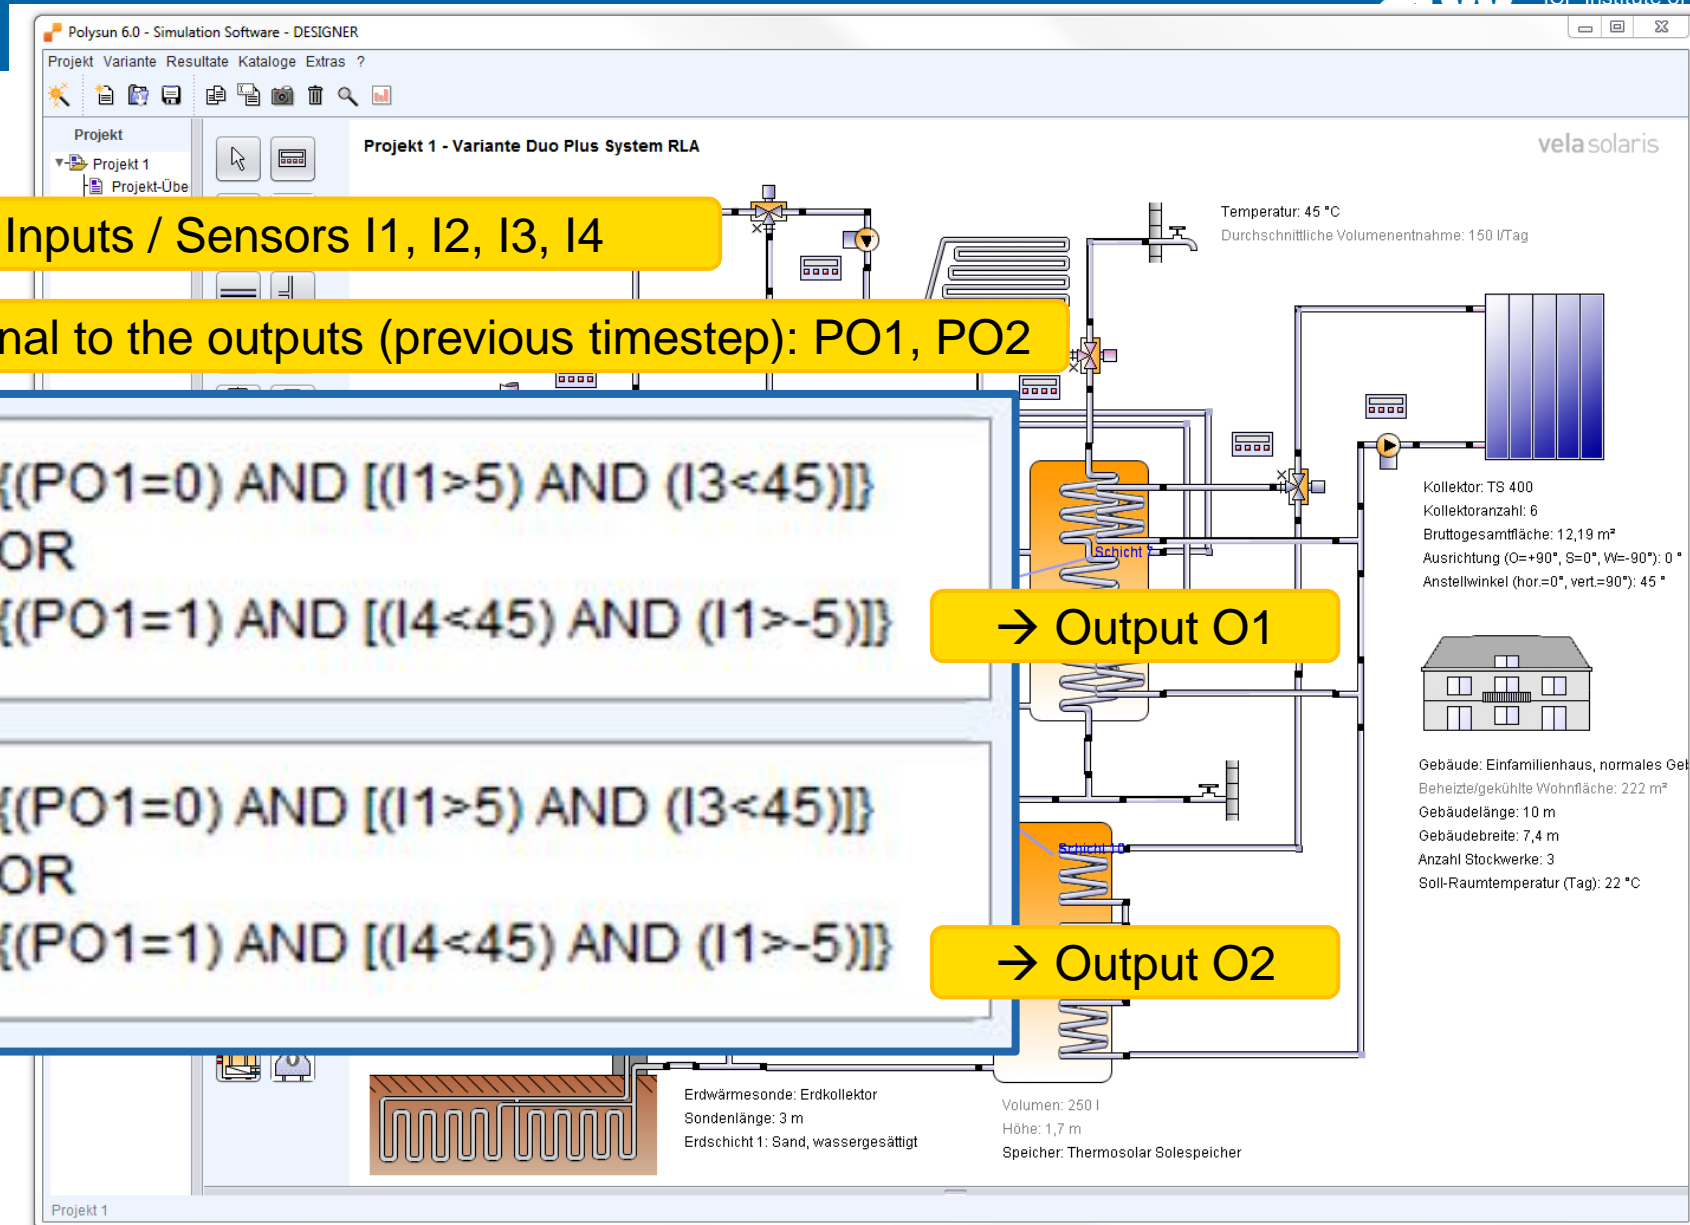 Polysun 6.0 - Simulation Software - DESIGNER
Projekt Variante Resultate Kataloge Extras ?
Projekt
Projekt 1
Projekt-Übe
Projekt 1 - Variante Duo Plus System RLA
vela solaris
Inputs / Sensors I1, I2, I3, I4
nal to the outputs (previous timestep): PO1, PO2
Temperatur: 45 °C
Durchschnittliche Volumenentnahme: 150 l/Tag
{(PO1=0) AND [(I1>5) AND (I3<45)]}
OR
{(PO1=1) AND [(I4<45) AND (I1>-5)]}
→ Output O1
{(PO1=0) AND [(I1>5) AND (I3<45)]}
OR
{(PO1=1) AND [(I4<45) AND (I1>-5)]}
→ Output O2
Schicht 7
Schicht 10
Kollektor: TS 400
Kollektoranzahl: 6
Bruttogesamtfläche: 12,19 m²
Ausrichtung (O=+90°, S=0°, W=-90°): 0 °
Anstellwinkel (hor.=0°, vert.=90°): 45 °
Gebäude: Einfamilienhaus, normales Geb
Beheizte/gekühlte Wohnfläche: 222 m²
Gebäudelänge: 10 m
Gebäudebreite: 7,4 m
Anzahl Stockwerke: 3
Soll-Raumtemperatur (Tag): 22 °C
Erdwärmesonde: Erdkollektor
Sondenlänge: 3 m
Erdschicht 1: Sand, wassergesättigt
Volumen: 250 l
Höhe: 1,7 m
Speicher: Thermosolar Solespeicher
Projekt 1